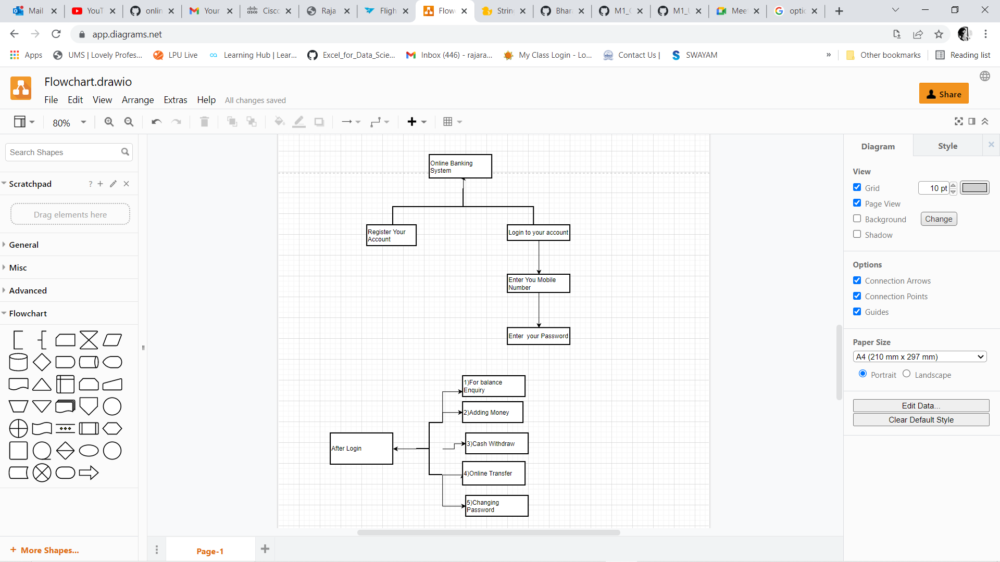 Mail
YouT
onlin
Your
Cisco
Raja
Fligh
Flow
String
Bhar
M1_
M1_
Mee
optic
app.diagrams.net
Apps
UMS | Lovely Profes...
LPU Live
Learning Hub | Lear...
Excel_for_Data_Scie...
Inbox (446) - rajara...
My Class Login - Lo...
Contact Us |
SWAYAM
»
Other bookmarks
Reading list
Flowchart.drawio
File Edit View Arrange Extras Help All changes saved
Share
80%
Search Shapes
Scratchpad
?
Drag elements here
General
Misc
Advanced
Flowchart
+ More Shapes...
Online Banking
System
Register Your
Account
Login to your account
Enter You Mobile
Number
Enter your Password
1)For balance
Enquiry
2)Adding Money
After Login
3)Cash Withdraw
4)Online Transfer
5)Changing
Password
Page-1
Diagram
Style
View
Grid
10 pt
Page View
Background
Change
Shadow
Options
Connection Arrows
Connection Points
Guides
Paper Size
A4 (210 mm x 297 mm)
Portrait
Landscape
Edit Data...
Clear Default Style